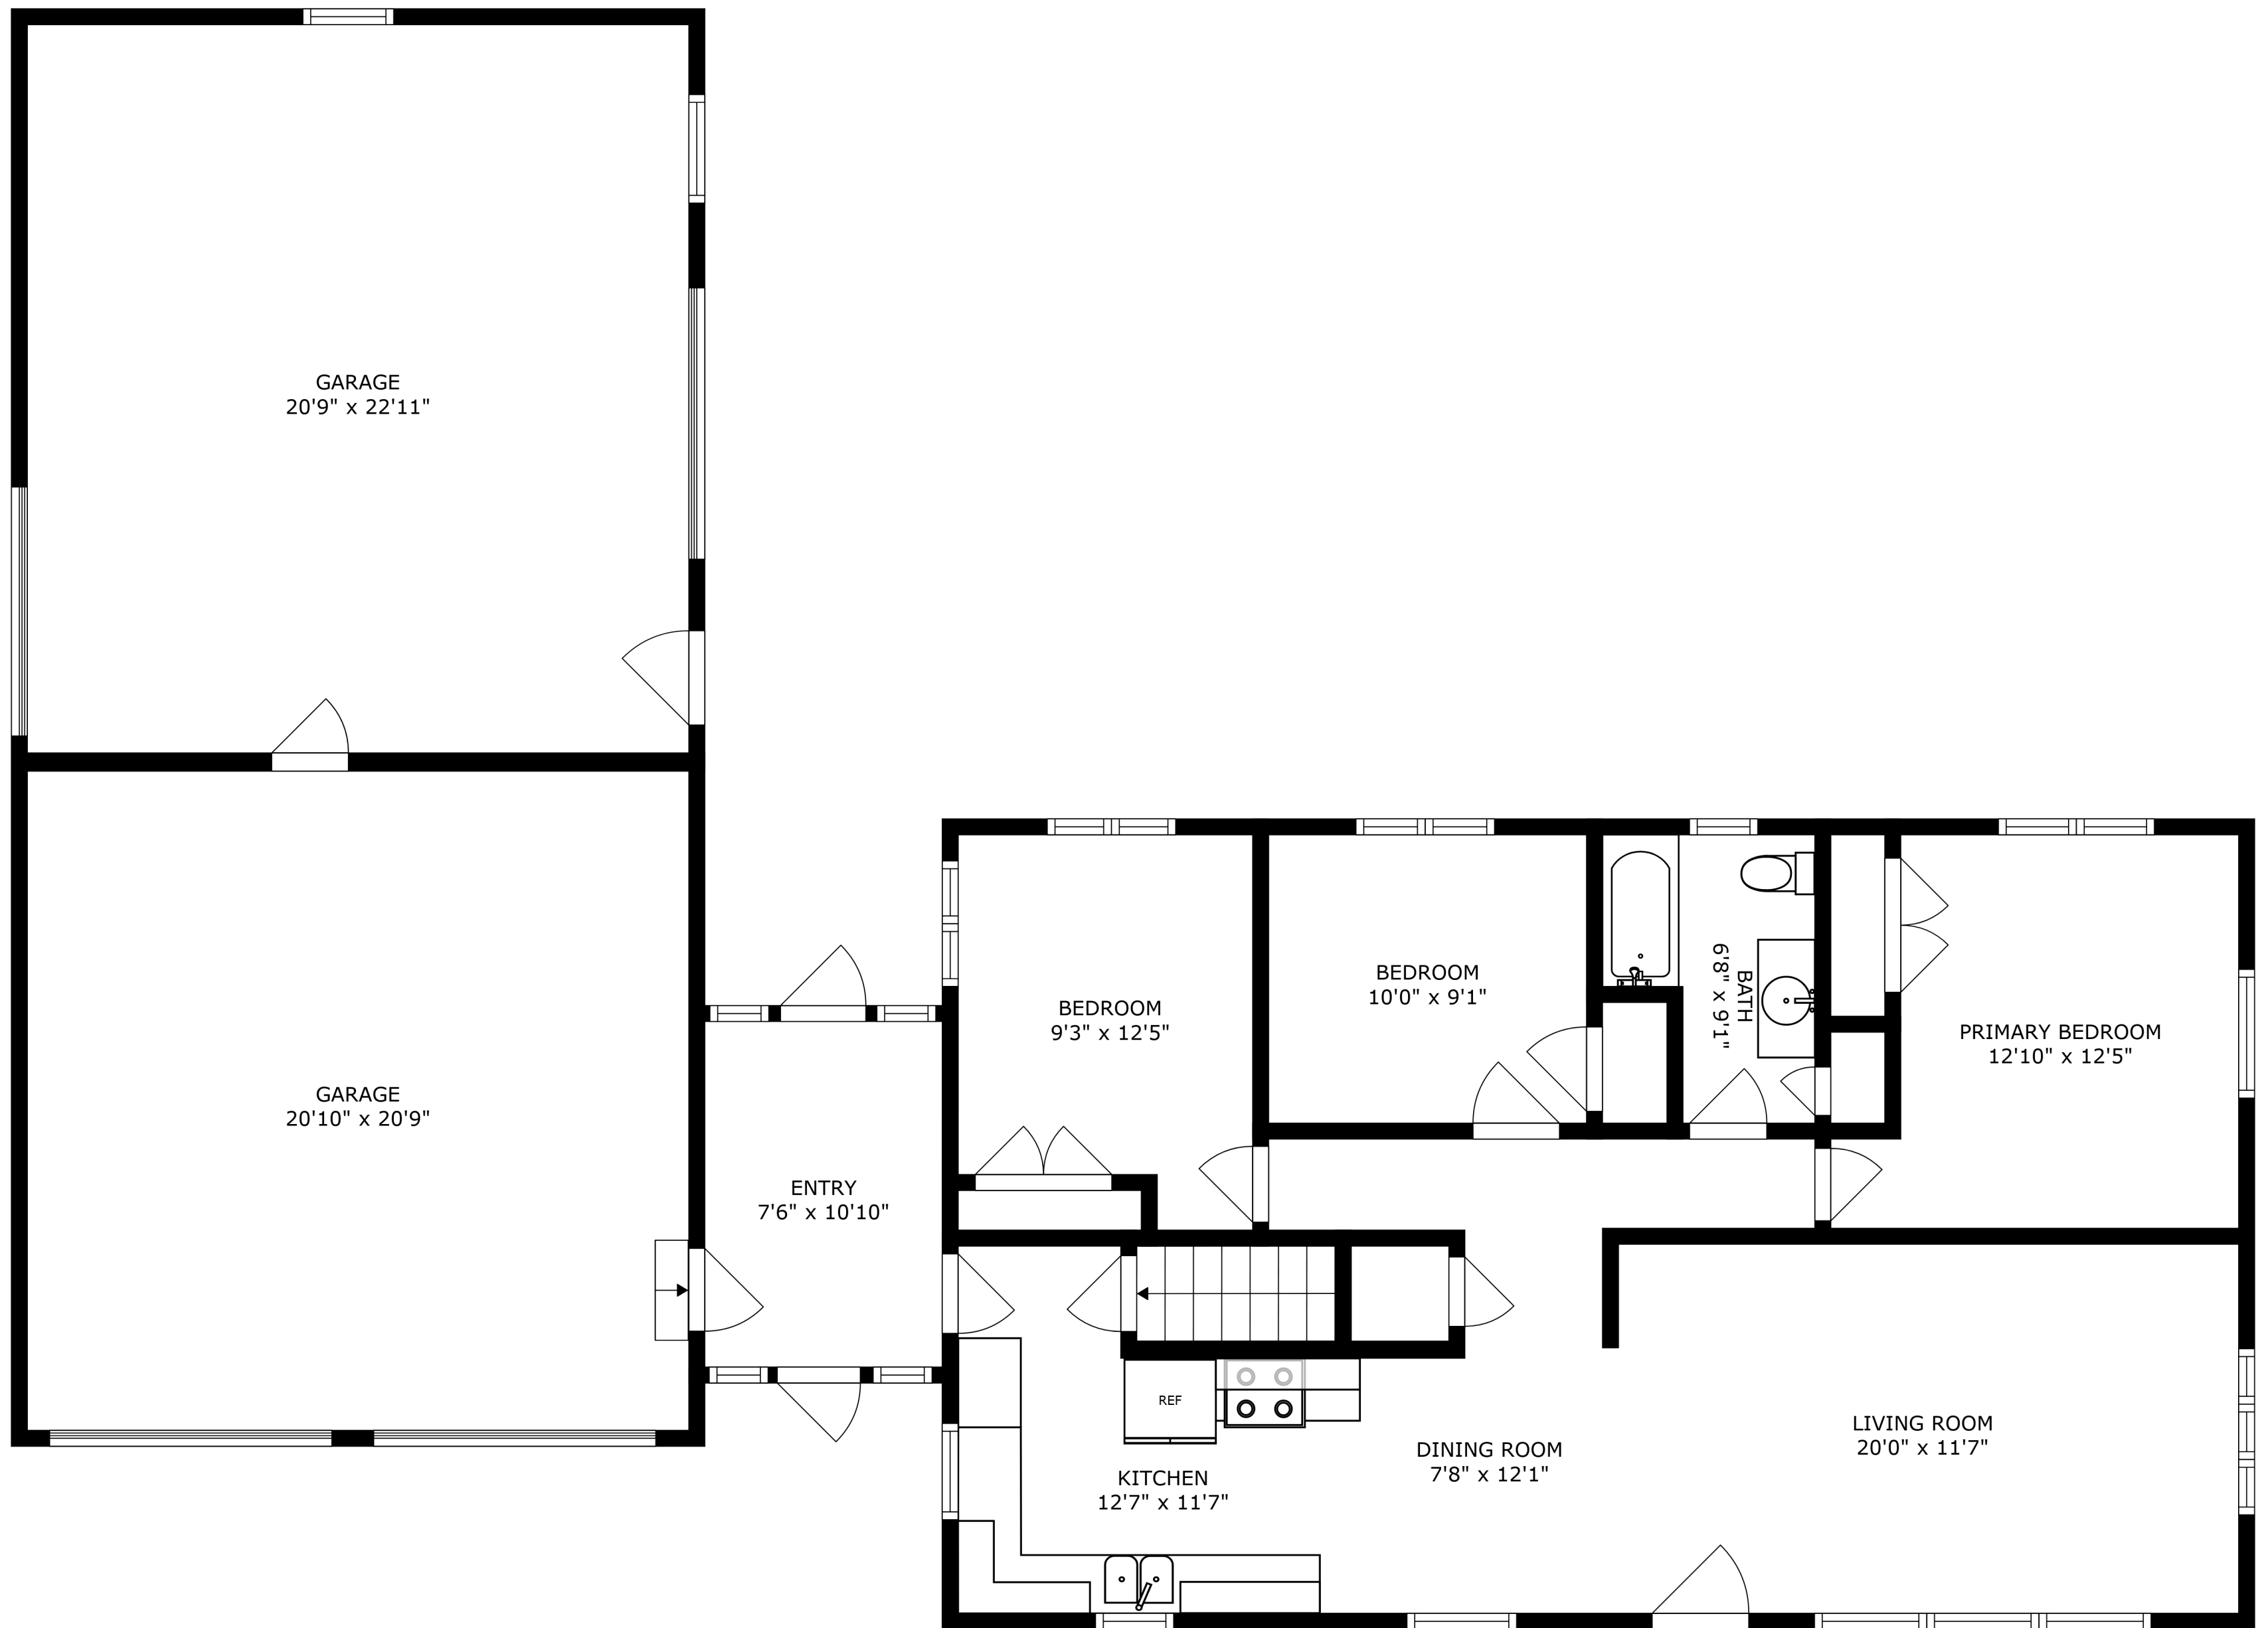 GARAGE
20'9" x 22'11"
GARAGE
20'10" x 20'9"
ENTRY
7'6" x 10'10"
BEDROOM
9'3" x 12'5"
BEDROOM
10'0" x 9'1"
BATH
6'8" x 9'1"
PRIMARY BEDROOM
12'10" x 12'5"
REF
KITCHEN
12'7" x 11'7"
DINING ROOM
7'8" x 12'1"
LIVING ROOM
20'0" x 11'7"